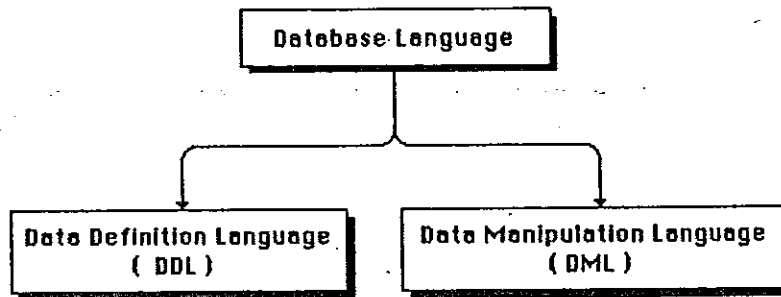 Database Language
Data Definition Language
( DDL )
Data Manipulation Language
( DML )